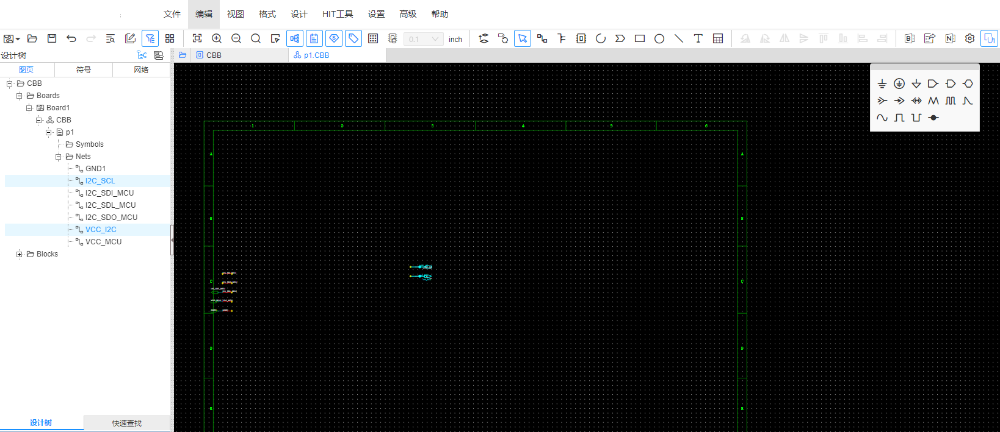 文件 编辑 视图 格式 设计 HIT工具 设置 高级 帮助
0.1 inch
设计树
CBB p1.CBB
图页 符号 网络
CBB
Boards
Board1
CBB
p1
Symbols
Nets
GND1
I2C_SCL
I2C_SDI_MCU
I2C_SDL_MCU
I2C_SDO_MCU
VCC_I2C
VCC_MCU
Blocks
设计树 快速查找
1 2 3 4 5 6
A A
B B
C C
D D